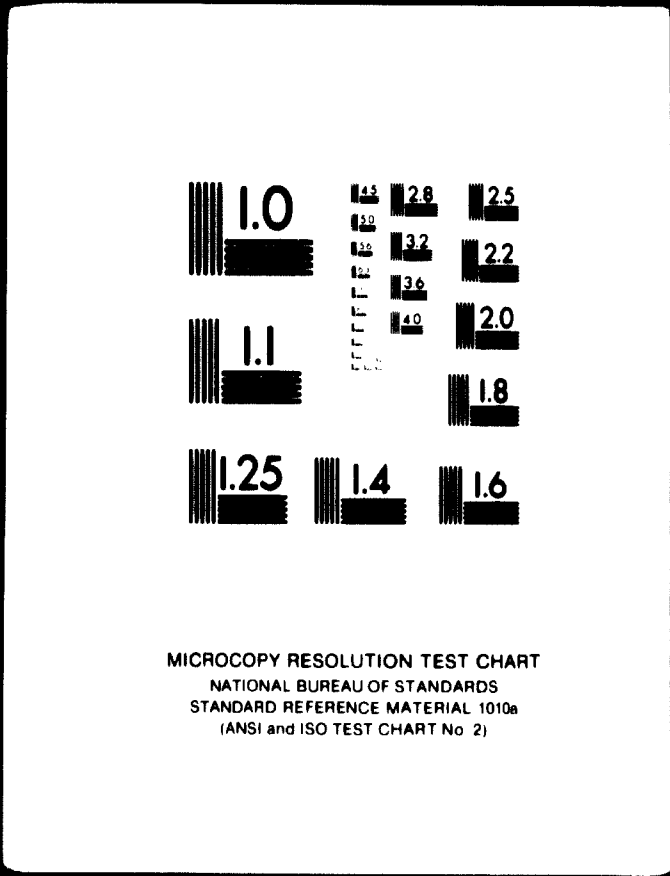 1.0
4.5 2.8 2.5
5.0
5.6 3.2 2.2
3.6
4.0 2.0
1.1
1.8
1.25 1.4 1.6
MICROCOPY RESOLUTION TEST CHART
NATIONAL BUREAU OF STANDARDS
STANDARD REFERENCE MATERIAL 1010a
(ANSI and ISO TEST CHART No 2)